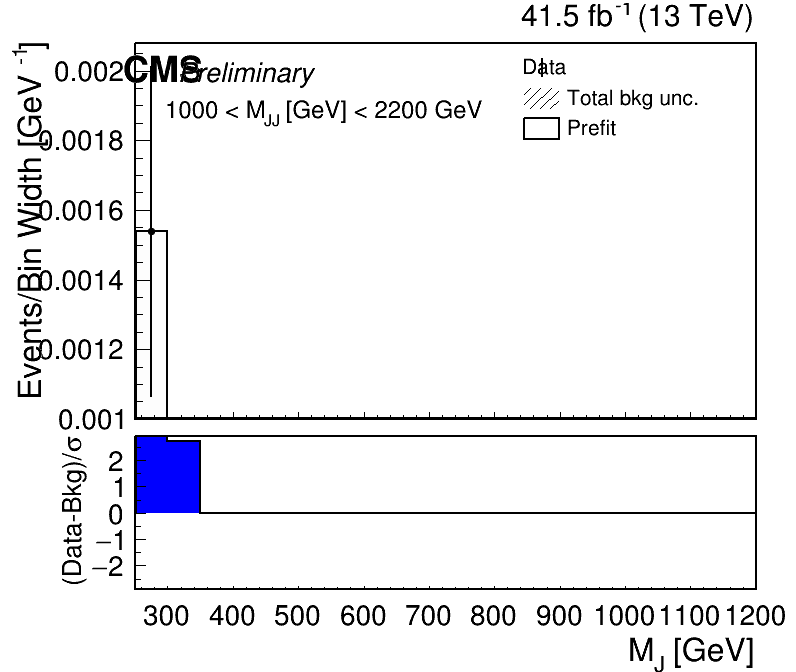 41.5 fb⁻¹ (13 TeV)
Events/Bin Width [GeV⁻¹]
CMS Preliminary
1000 < M_JJ [GeV] < 2200 GeV
Data
Total bkg unc.
Prefit
0.002
0.0018
0.0016
0.0014
0.0012
0.001
(Data-Bkg)/σ
2
1
0
−1
−2
300 400 500 600 700 800 900 1000 1100 1200
M_J [GeV]